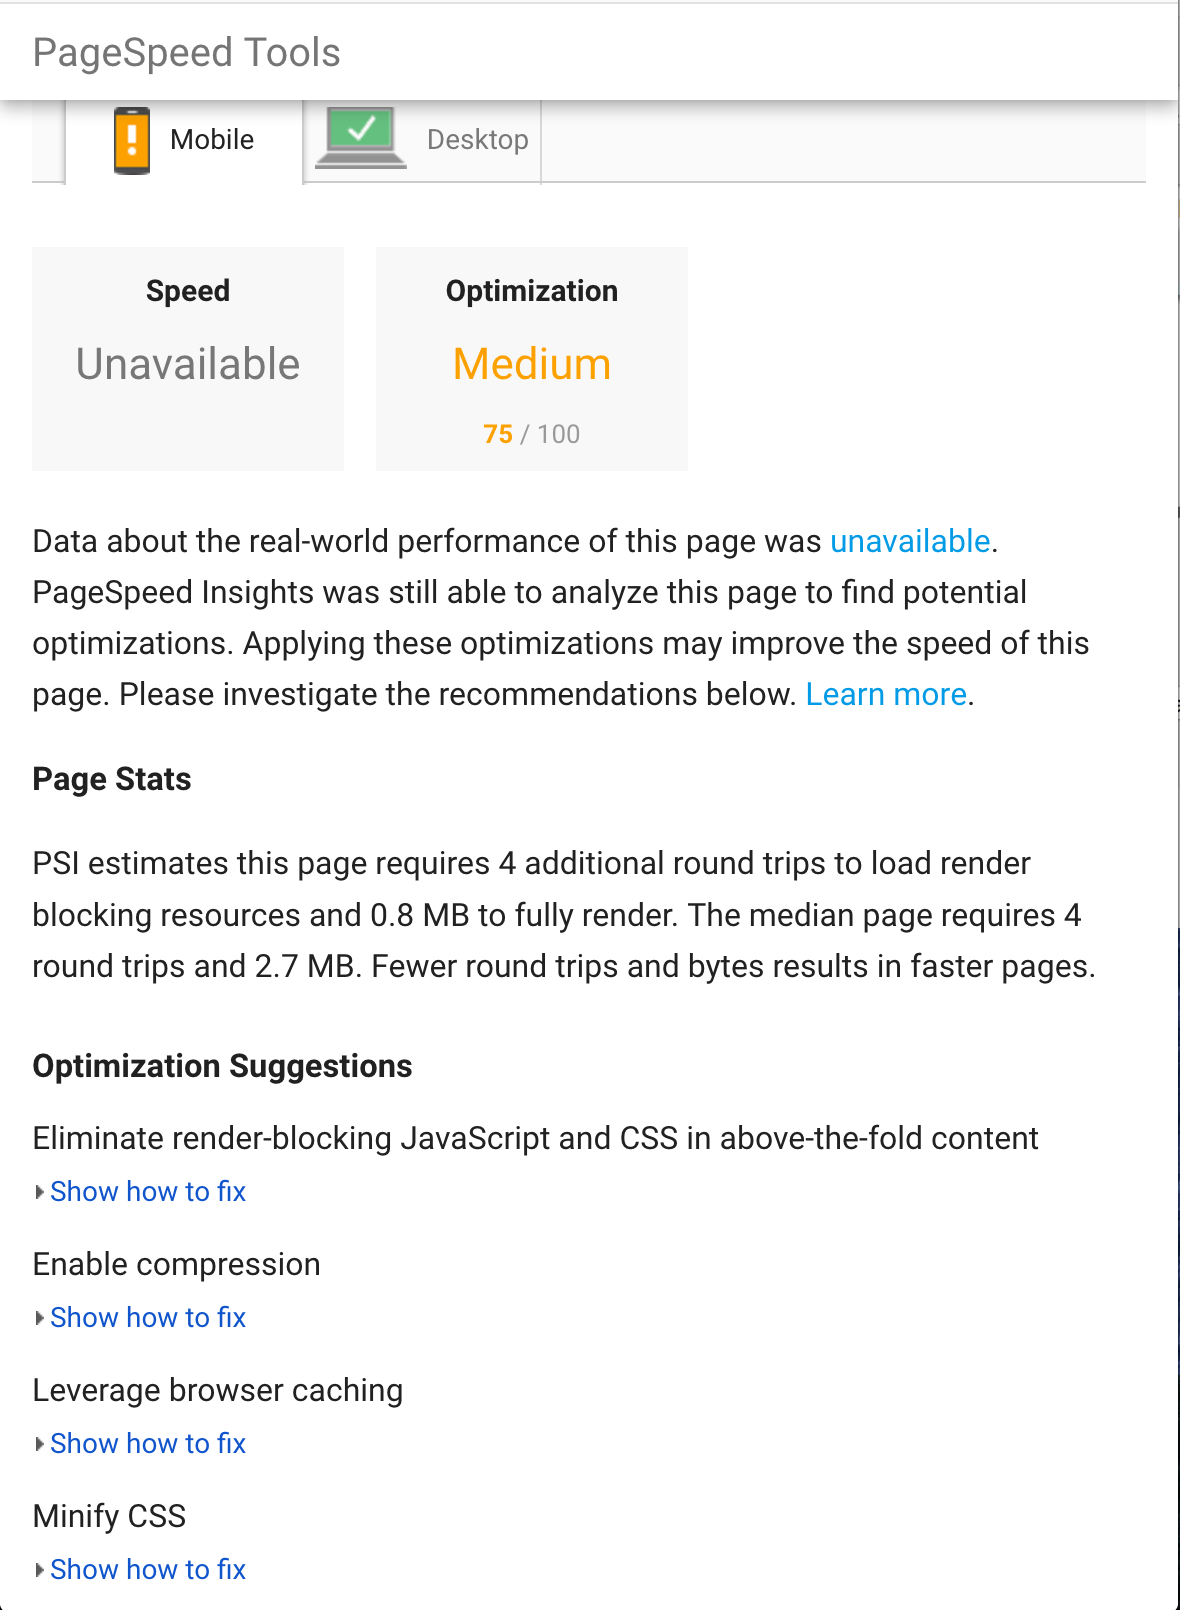 PageSpeed Tools
Mobile
Desktop
Speed
Unavailable
Optimization
Medium
75 / 100
Data about the real-world performance of this page was unavailable.
PageSpeed Insights was still able to analyze this page to find potential
optimizations. Applying these optimizations may improve the speed of this
page. Please investigate the recommendations below. Learn more.
Page Stats
PSI estimates this page requires 4 additional round trips to load render
blocking resources and 0.8 MB to fully render. The median page requires 4
round trips and 2.7 MB. Fewer round trips and bytes results in faster pages.
Optimization Suggestions
Eliminate render-blocking JavaScript and CSS in above-the-fold content
Show how to fix
Enable compression
Show how to fix
Leverage browser caching
Show how to fix
Minify CSS
Show how to fix